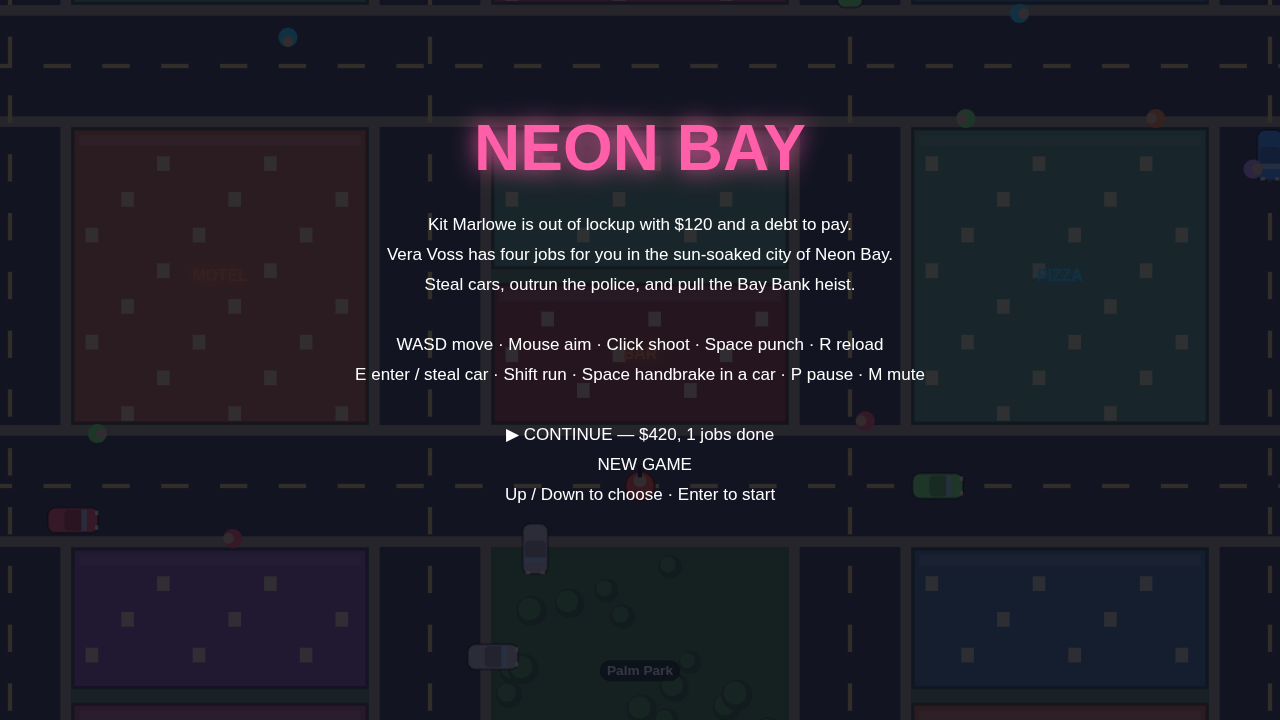 NEON BAY
Kit Marlowe is out of lockup with $120 and a debt to pay.
Vera Voss has four jobs for you in the sun-soaked city of Neon Bay.
Steal cars, outrun the police, and pull the Bay Bank heist.
MOTEL
PIZZA
WASD move · Mouse aim · Click shoot · Space punch · R reload
BAR
E enter / steal car · Shift run · Space handbrake in a car · P pause · M mute
▶ CONTINUE — $420, 1 jobs done
NEW GAME
Up / Down to choose · Enter to start
Palm Park